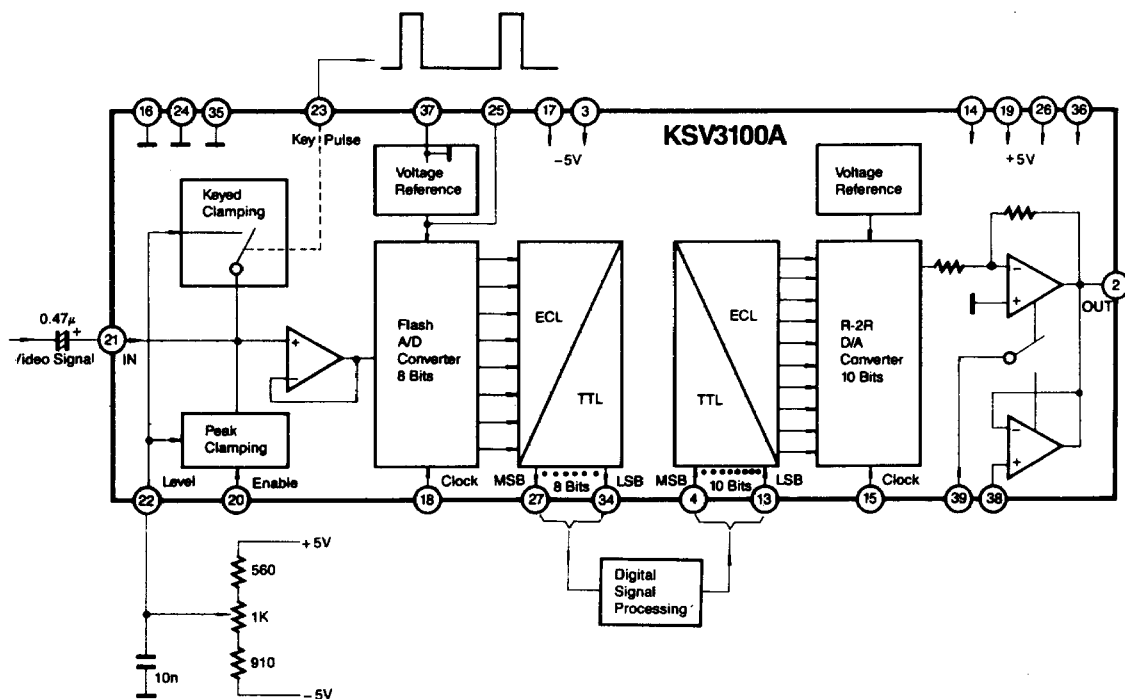 16
24
35
23
37
25
17
3
KSV3100A
14
19
26
36
Key Pulse
-5V
+5V
Keyed
Clamping
Voltage
Reference
Voltage
Reference
0.47µ
+
Video Signal
21
IN
+
-
Flash
A/D
Converter
8 Bits
ECL
TTL
ECL
TTL
R-2R
D/A
Converter
10 Bits
-
+
2
OUT
-
+
Peak
Clamping
Level
Enable
Clock
MSB
8 Bits
LSB
MSB
10 Bits
LSB
Clock
22
20
18
27
34
4
13
15
39
38
+5V
560
1K
910
10n
-5V
Digital
Signal
Processing